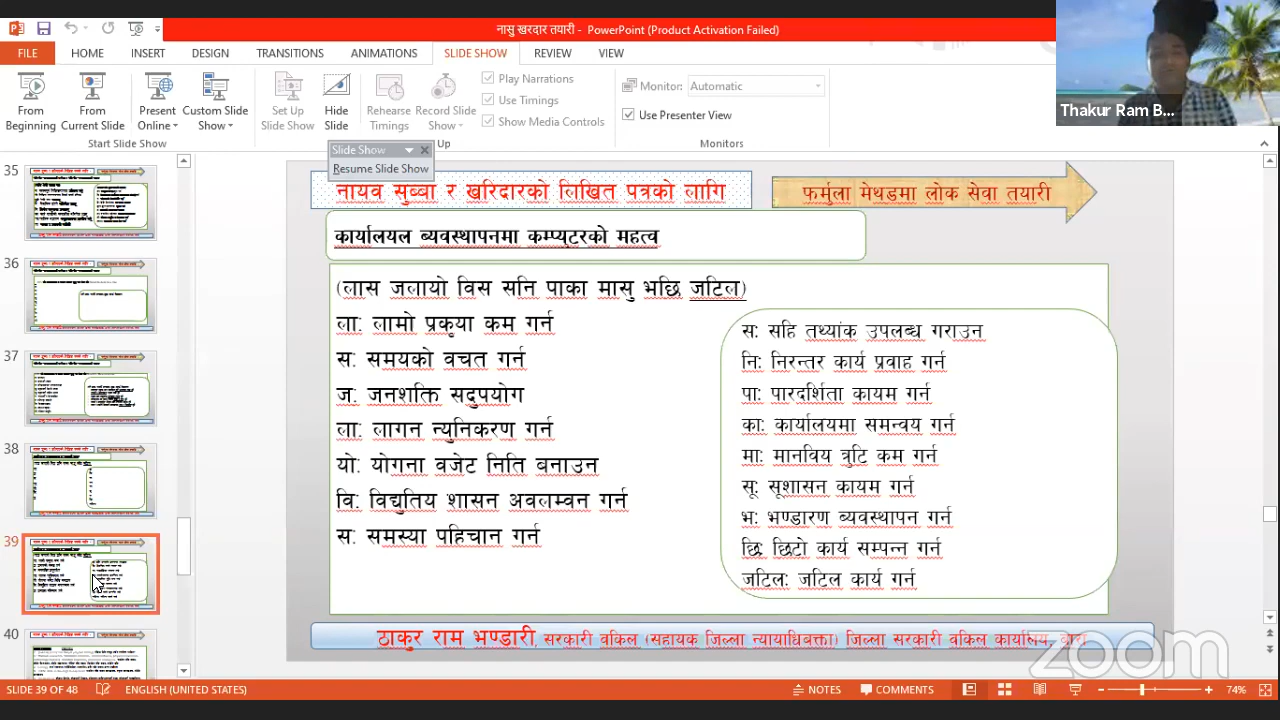 नासु खरदार तयारी - PowerPoint (Product Activation Failed)
FILE HOME INSERT DESIGN TRANSITIONS ANIMATIONS SLIDE SHOW REVIEW VIEW
From Beginning
From Current Slide
Present Online
Custom Slide Show
Set Up Slide Show
Hide Slide
Rehearse Timings
Record Slide Show
Play Narrations
Use Timings
Show Media Controls
Monitor: Automatic
Use Presenter View
Start Slide Show
Up
Monitors
Slide Show
Resume Slide Show
Thakur Ram B...
35
36
37
38
39
40
नायव सुब्बा र खरिदारको लिखित पत्रको लागि
फर्मुला मेथडमा लोक सेवा तयारी
कार्यालयल ब्यवस्थापनमा कम्प्युटरको महत्व
(लास जलायो विस सनि पाका मासु भछि जटिल)
ला: लामो प्रकृया कम गर्न
स: समयको वचत गर्न
ज: जनशक्ति सदुपयोग
ला: लागन न्युनिकरण गर्न
यो: योगना वजेट निति बनाउन
वि: विद्युतिय शासन अवलम्वन गर्न
स: समस्या पहिचान गर्न
स: सहि तथ्यांक उपलब्ध गराउन
नि: निरन्तर कार्य प्रवाह गर्न
पा: पारदर्शिता कायम गर्न
का: कार्यालयमा समन्वय गर्न
मा: मानविय त्रुटि कम गर्न
सू: सूशासन कायम गर्न
भ: भण्डारण ब्यवस्थापन गर्न
छि: छिटो कार्य सम्पन्न गर्न
जटिल: जटिल कार्य गर्न
ठाकुर राम भण्डारी, सरकारी वकिल (सहायक जिल्ला न्यायाधिवक्ता) जिल्ला सरकारी वकिल कार्यालय,
zoom
SLIDE 39 OF 48 ENGLISH (UNITED STATES) NOTES COMMENTS 74%